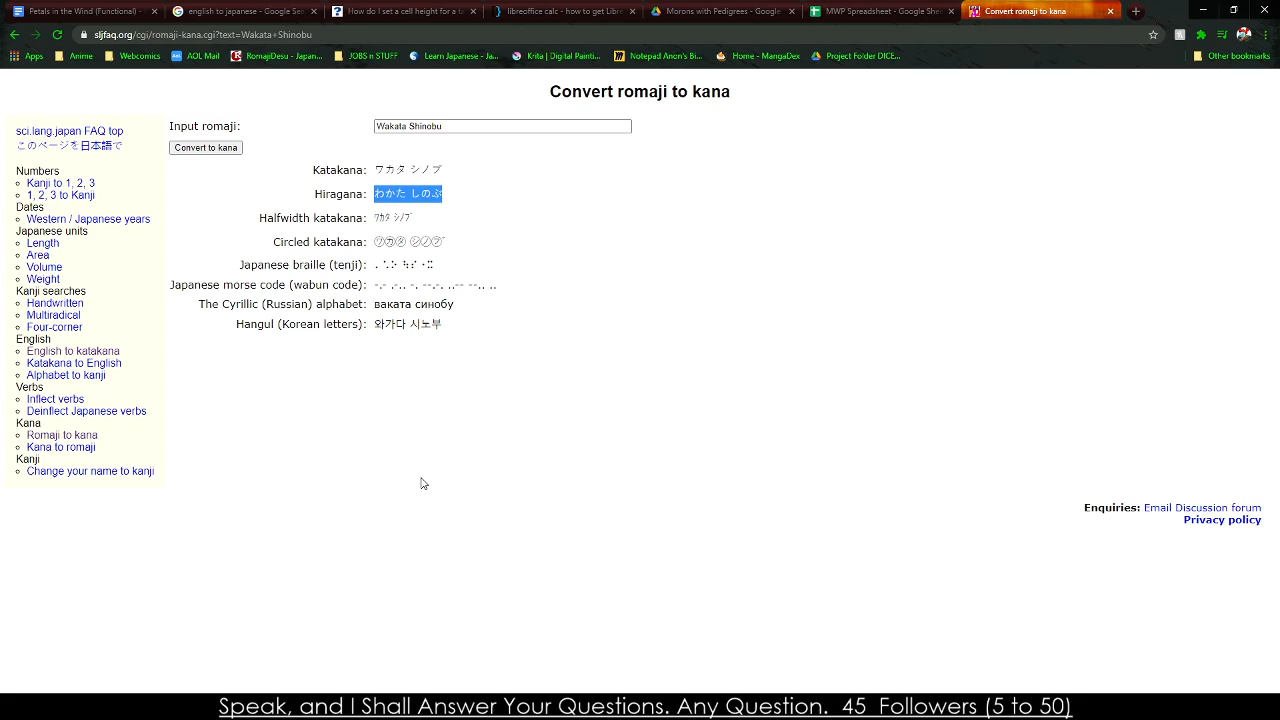 Petals in the Wind (Functional) -
english to japanese - Google Sea
How do I set a cell height for a ta
libreoffice calc - how to get Libre
Morons with Pedigrees - Google
MWP Spreadsheet - Google She
Convert romaji to kana
sljfaq.org/cgi/romaji-kana.cgi?text=Wakata+Shinobu
Apps
Anime
Webcomics
AOL Mail
RomajiDesu - Japan...
JOBS n STUFF
Learn Japanese - Ja...
Krita | Digital Painti...
Notepad Anon's Bi...
Home - MangaDex
Project Folder DICE...
Other bookmarks
Convert romaji to kana
sci.lang.japan FAQ top
このページを日本語で
Numbers
Kanji to 1, 2, 3
1, 2, 3 to Kanji
Dates
Western / Japanese years
Japanese units
Length
Area
Volume
Weight
Kanji searches
Handwritten
Multiradical
Four-corner
English
English to katakana
Katakana to English
Alphabet to kanji
Verbs
Inflect verbs
Deinflect Japanese verbs
Kana
Romaji to kana
Kana to romaji
Kanji
Change your name to kanji
Input romaji: Wakata Shinobu
Convert to kana
Katakana: ワカタ シノブ
Hiragana: わかた しのぶ
Halfwidth katakana: ﾜｶﾀ ｼﾉﾌﾞ
Circled katakana: ㋻㋕㋟ ㋛㋨㋫゛
Japanese braille (tenji):
Japanese morse code (wabun code): -.- .-.. -. --.-. ..-- --.. ..
The Cyrillic (Russian) alphabet: ваката синобу
Hangul (Korean letters): 와가다 시노부
Enquiries: Email Discussion forum
Privacy policy
Speak, and I Shall Answer Your Questions. Any Question. 45 Followers (5 to 50)